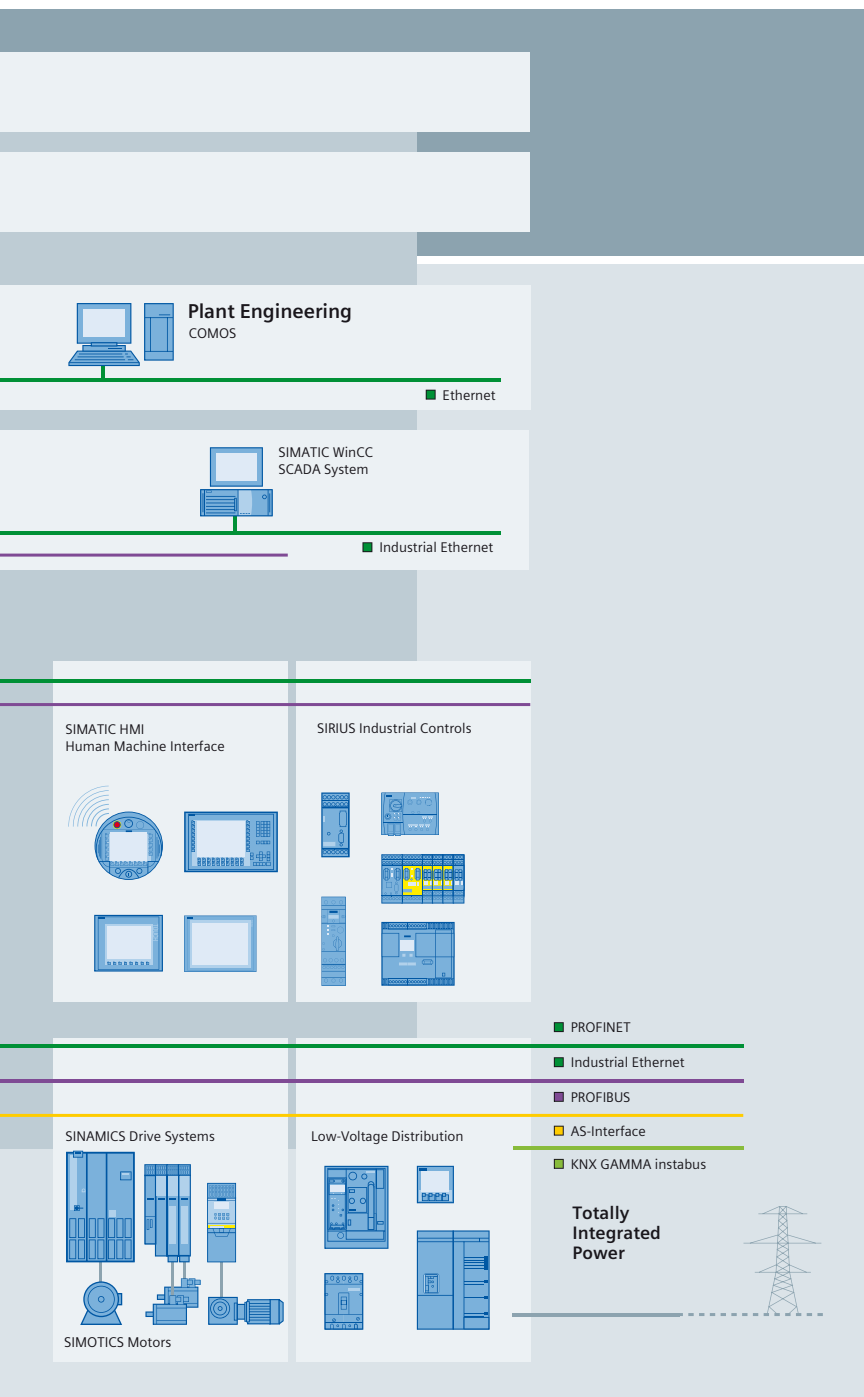 Plant Engineering
COMOS
Ethernet
SIMATIC WinCC
SCADA System
Industrial Ethernet
SIMATIC HMI
Human Machine Interface
SIRIUS Industrial Controls
PROFINET
Industrial Ethernet
PROFIBUS
AS-Interface
KNX GAMMA instabus
SINAMICS Drive Systems
Low-Voltage Distribution
Totally
Integrated
Power
SIMOTICS Motors